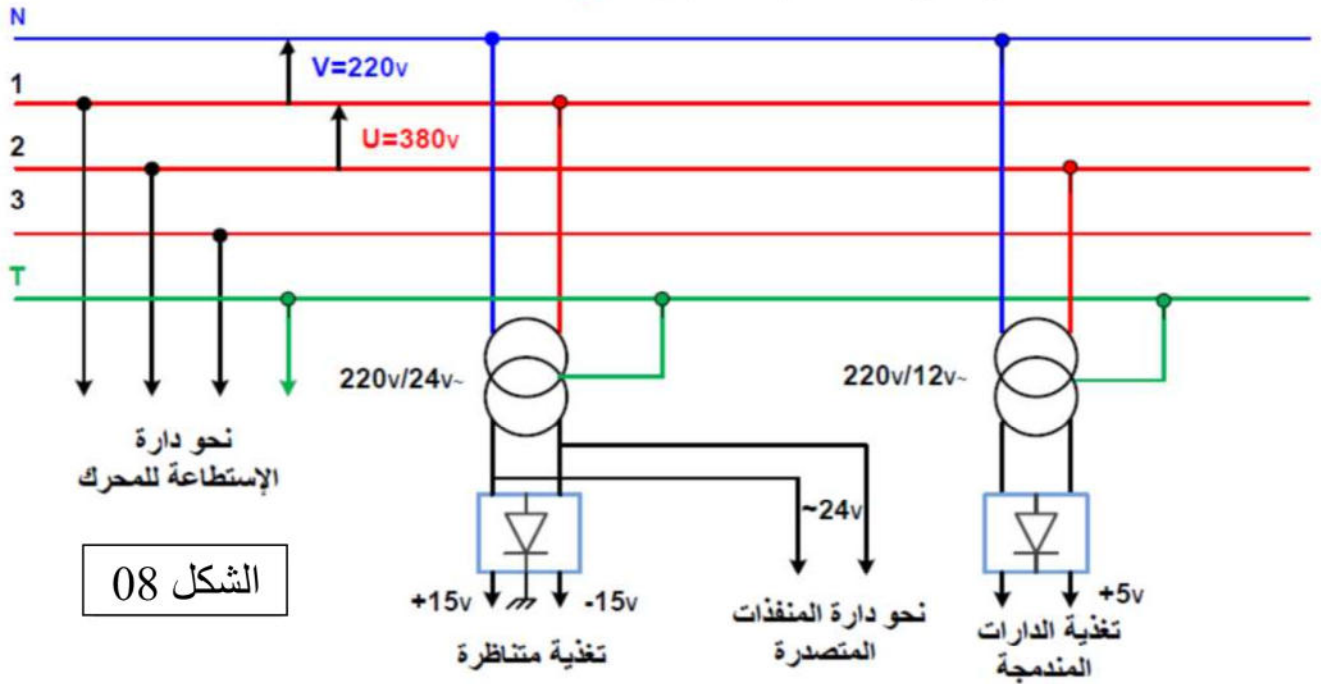 N
V=220v
1
U=380v
2
3
T
220v/24v~
220v/12v~
نحو دارة
الإستطاعة للمحرك
~24v
الشكل 08
+15v
-15v
+5v
تغذية متناظرة
نحو دارة المنفذات
المتصدرة
تغذية الدارات
المندمجة